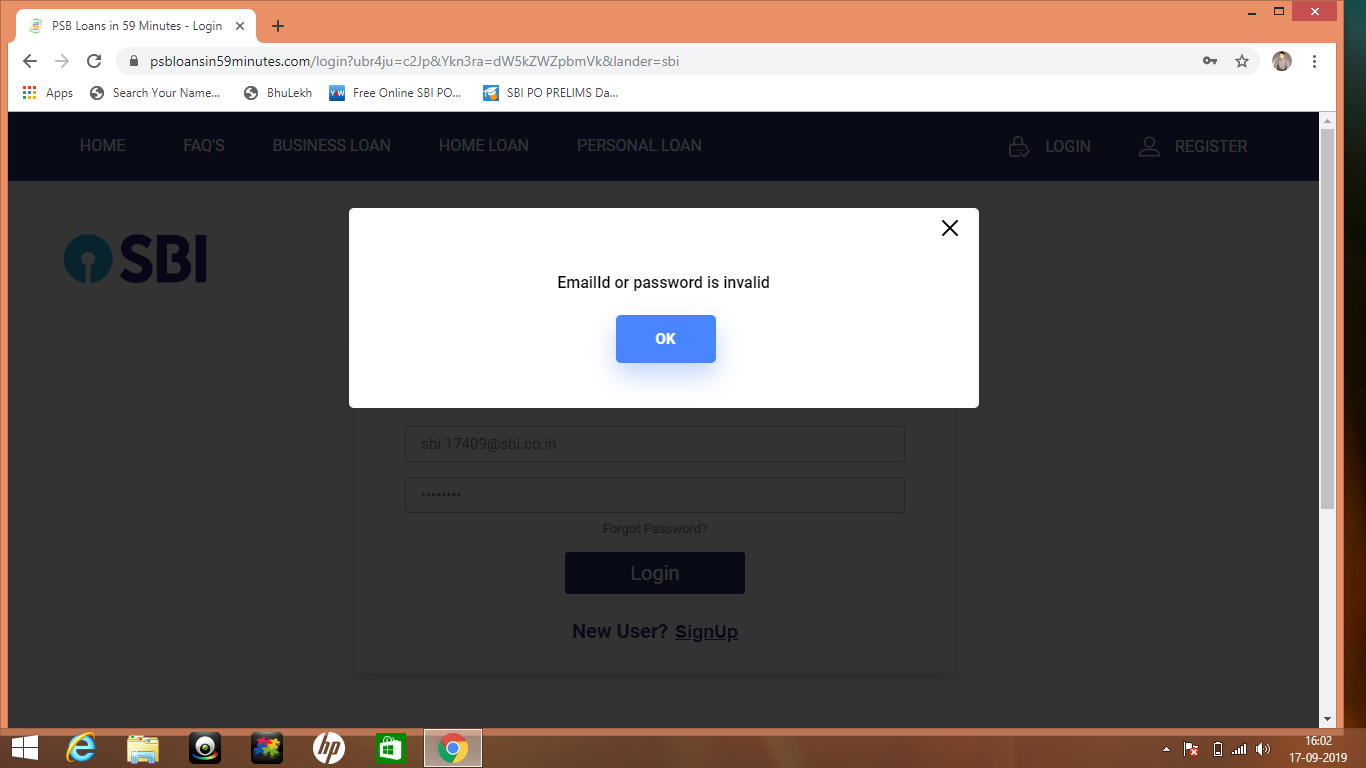 PSB Loans in 59 Minutes - Login
psbloansin59minutes.com/login?ubr4ju=c2Jp&Ykn3ra=dW5kZWZpbmVk&lander=sbi
Apps Search Your Name... BhuLekh Free Online SBI PO... SBI PO PRELIMS Da...
HOME FAQ'S BUSINESS LOAN HOME LOAN PERSONAL LOAN LOGIN REGISTER
SBI
EmailId or password is invalid
OK
sbi.17409@sbi.co.in
••••••••
Forgot Password?
Login
New User? SignUp
hp
16:02
17-09-2019